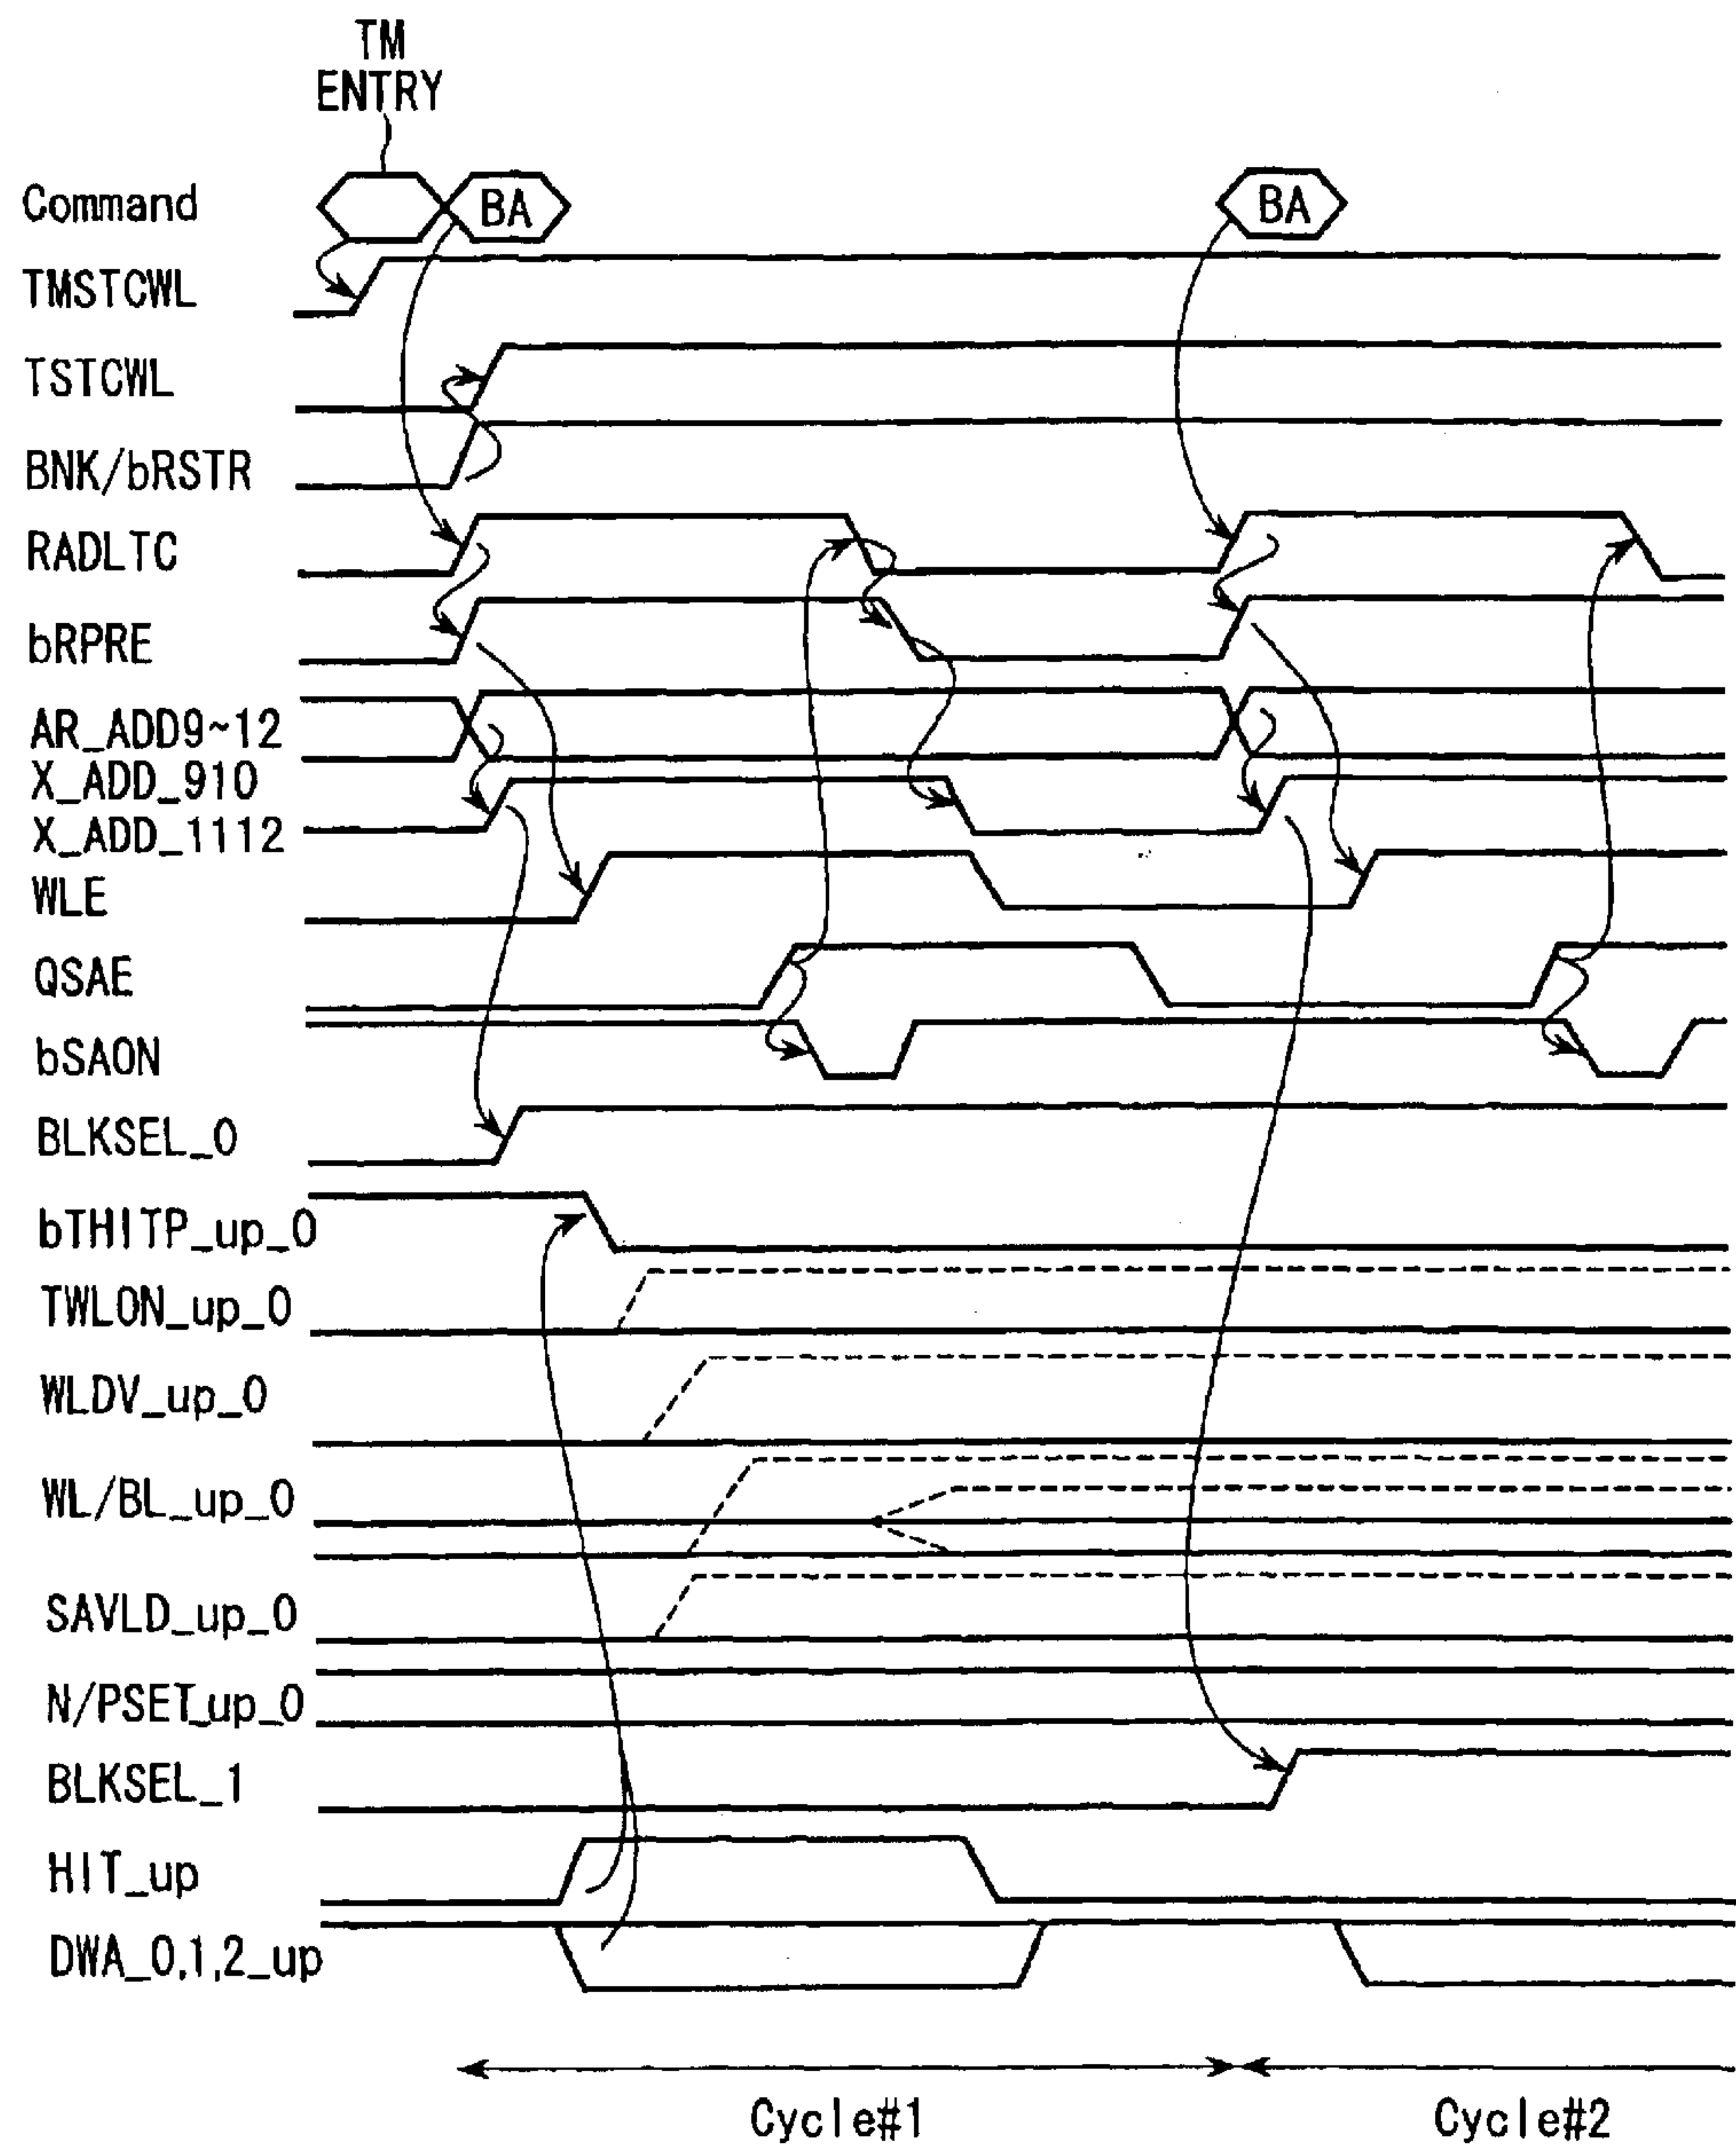 TM
ENTRY
Command
BA
BA
TMSTCWL
TSTCWL
BNK/bRSTR
RADLTC
bRPRE
AR_ADD9~12
X_ADD_910
X_ADD_1112
WLE
QSAE
bSAON
BLKSEL_0
bTHITP_up_0
TWLON_up_0
WLDV_up_0
WL/BL_up_0
SAVLD_up_0
N/PSET_up_0
BLKSEL_1
HIT_up
DWA_0,1,2_up
Cycle#1
Cycle#2